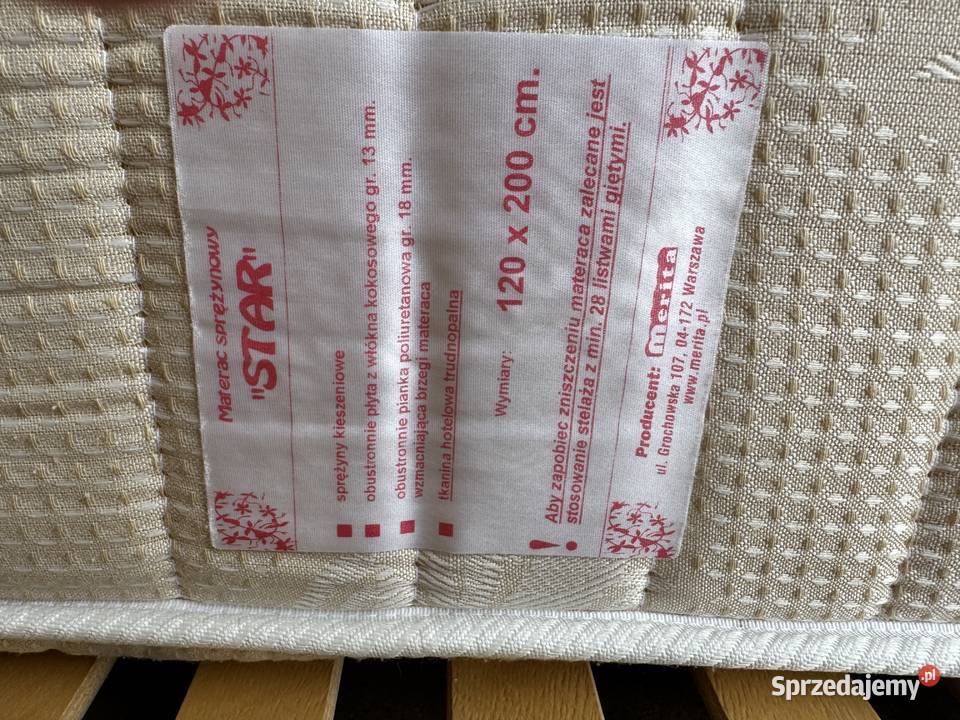 Materac sprężynowy
"STAR"
sprężyny kieszeniowe
obustronnie płyta z włókna kokosowego gr. 13 mm.
obustronnie pianka poliuretanowa gr. 18 mm.
wzmacniająca brzegi materaca
tkanina hotelowa trudnopalna
Wymiary: 120 x 200 cm.
! Aby zapobiec zniszczeniu materaca zalecane jest
stosowanie stelaża z min. 28 listwami giętymi.
Producent: merita
ul. Grochowska 107, 04-172 Warszawa
www.merita.pl
Sprzedajemy.pl